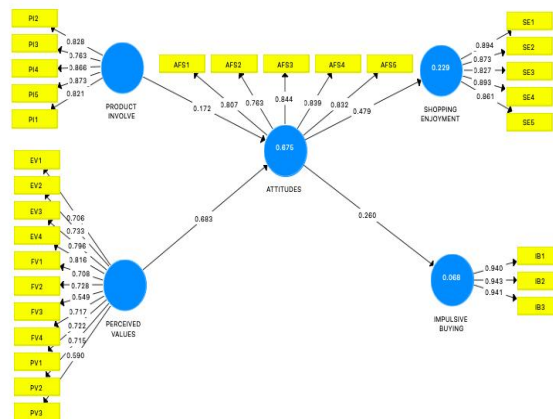 PI2
PI3
PI4
PI5
PI1
0.828
0.763
0.866
0.873
0.821
PRODUCT
INVOLVE
AFS1
AFS2
AFS3
AFS4
AFS5
0.807
0.763
0.844
0.839
0.832
0.172
0.479
0.675
ATTITUDES
0.229
SHOPPING
ENJOYMENT
0.894
0.873
0.827
0.893
0.861
SE1
SE2
SE3
SE4
SE5
EV1
EV2
EV3
EV4
FV1
FV2
FV3
FV4
PV1
PV2
PV3
0.706
0.733
0.796
0.816
0.708
0.728
0.549
0.717
0.722
0.715
0.590
PERCEIVED
VALUES
0.683
0.260
0.068
IMPULSIVE
BUYING
0.940
0.943
0.941
IB1
IB2
IB3